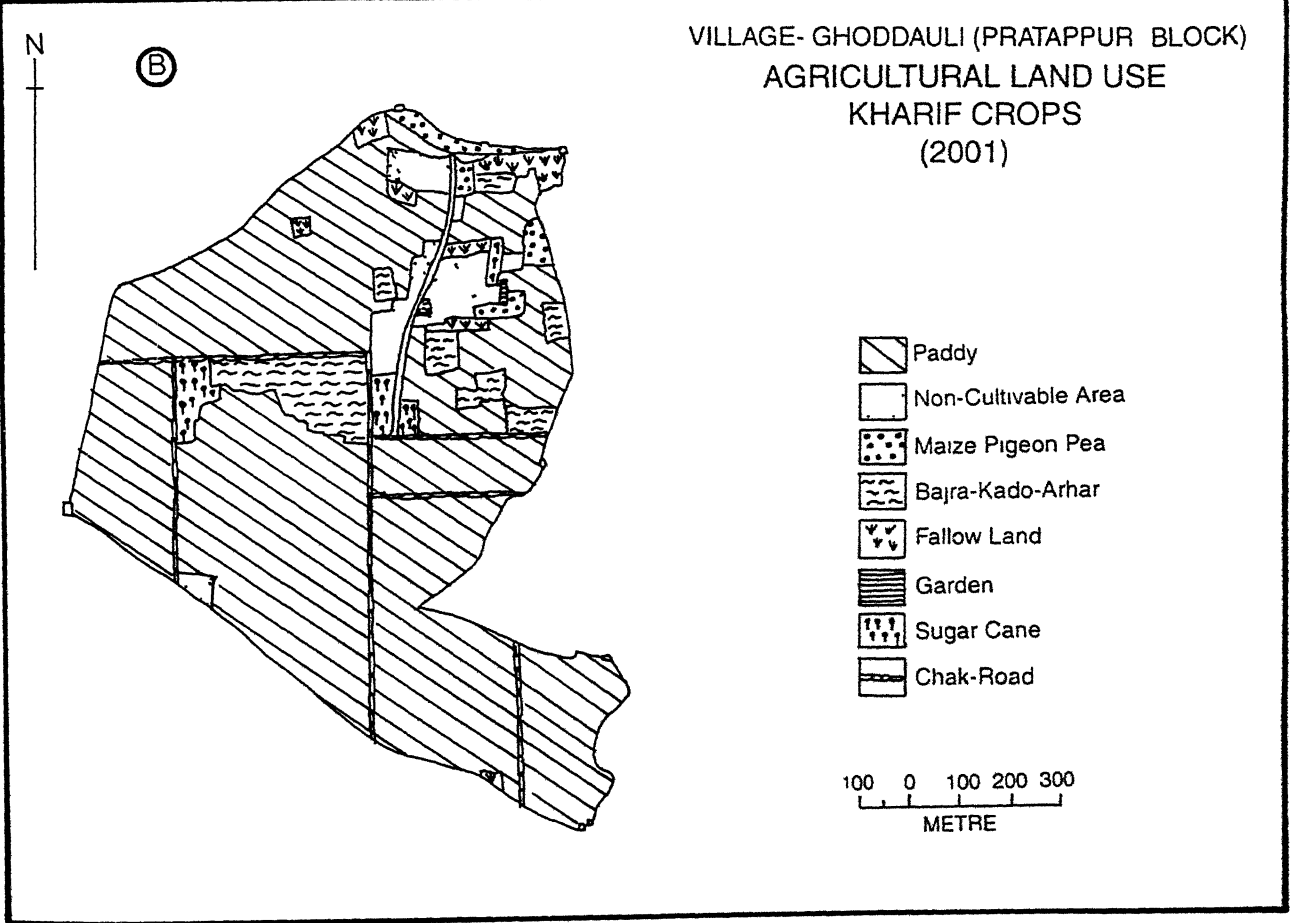 N
B
VILLAGE- GHODDAULI (PRATAPPUR BLOCK)
AGRICULTURAL LAND USE
KHARIF CROPS
(2001)
Paddy
Non-Cultivable Area
Maize Pigeon Pea
Bajra-Kado-Arhar
Fallow Land
Garden
Sugar Cane
Chak-Road
100 0 100 200 300
METRE